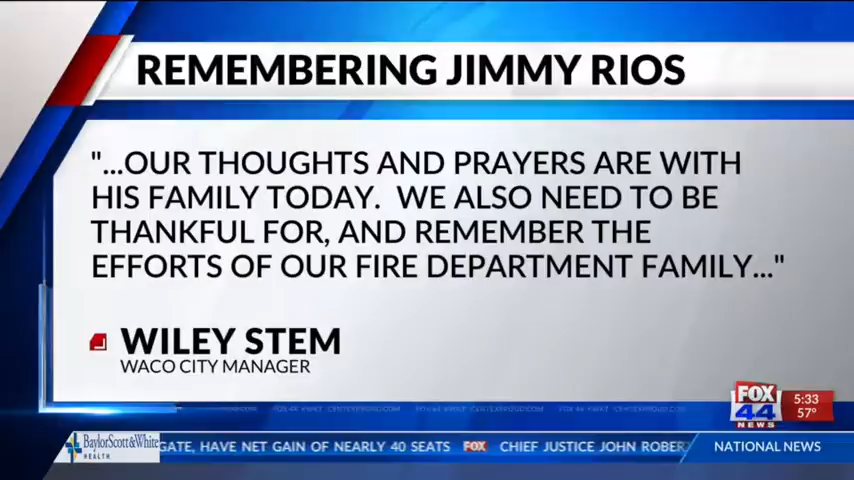 REMEMBERING JIMMY RIOS
"...OUR THOUGHTS AND PRAYERS ARE WITH
HIS FAMILY TODAY. WE ALSO NEED TO BE
THANKFUL FOR, AND REMEMBER THE
EFFORTS OF OUR FIRE DEPARTMENT FAMILY..."
WILEY STEM
WACO CITY MANAGER
FOX
44
NEWS
5:33
57°
BaylorScott&White
HEALTH
GATE, HAVE NET GAIN OF NEARLY 40 SEATS FOX CHIEF JUSTICE JOHN ROBER
NATIONAL NEWS